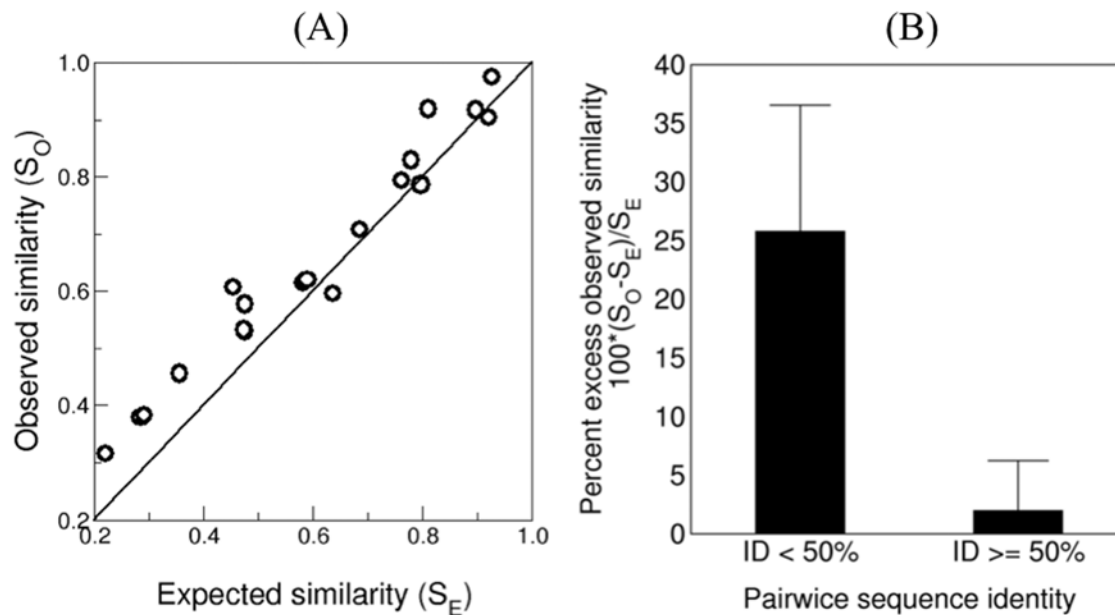 (A)
(B)
Observed similarity (S_O)
1.0
0.8
0.6
0.4
0.2
0.2
0.4
0.6
0.8
1.0
Expected similarity (S_E)
Percent excess observed similarity
100*(S_O-S_E)/S_E
40
35
30
25
20
15
10
5
0
ID < 50%
ID >= 50%
Pairwice sequence identity